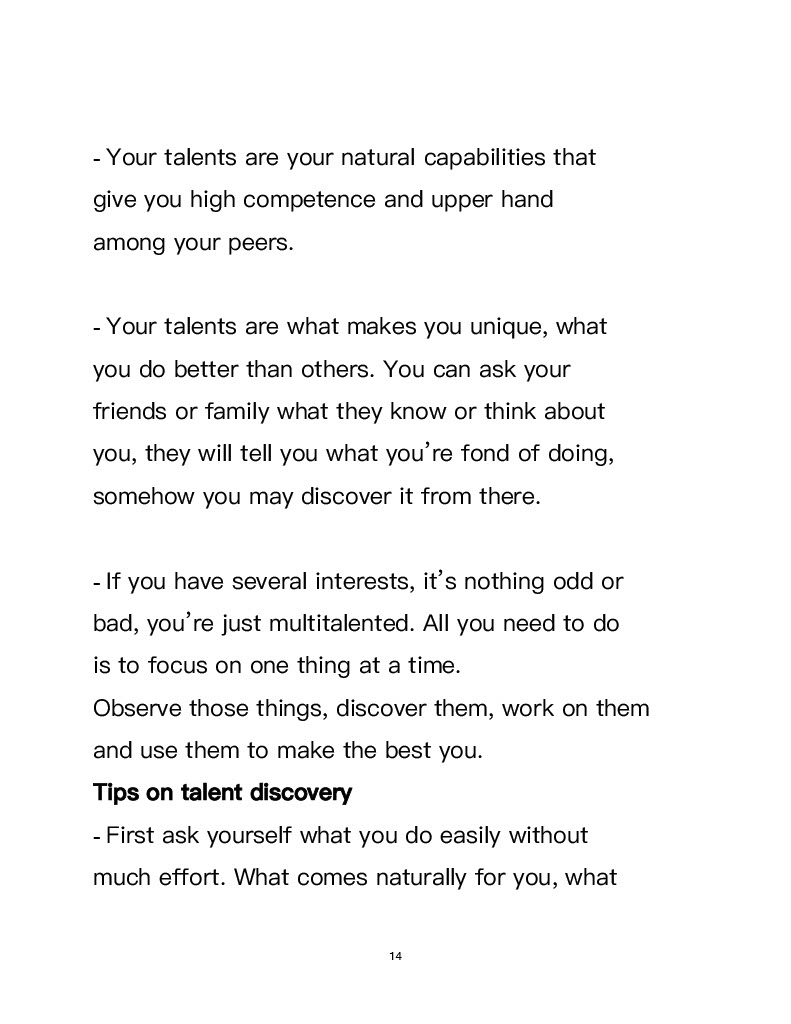 - Your talents are your natural capabilities that
give you high competence and upper hand
among your peers.
- Your talents are what makes you unique, what
you do better than others. You can ask your
friends or family what they know or think about
you, they will tell you what you’re fond of doing,
somehow you may discover it from there.
- If you have several interests, it’s nothing odd or
bad, you’re just multitalented. All you need to do
is to focus on one thing at a time.
Observe those things, discover them, work on them
and use them to make the best you.
Tips on talent discovery
- First ask yourself what you do easily without
much effort. What comes naturally for you, what
14